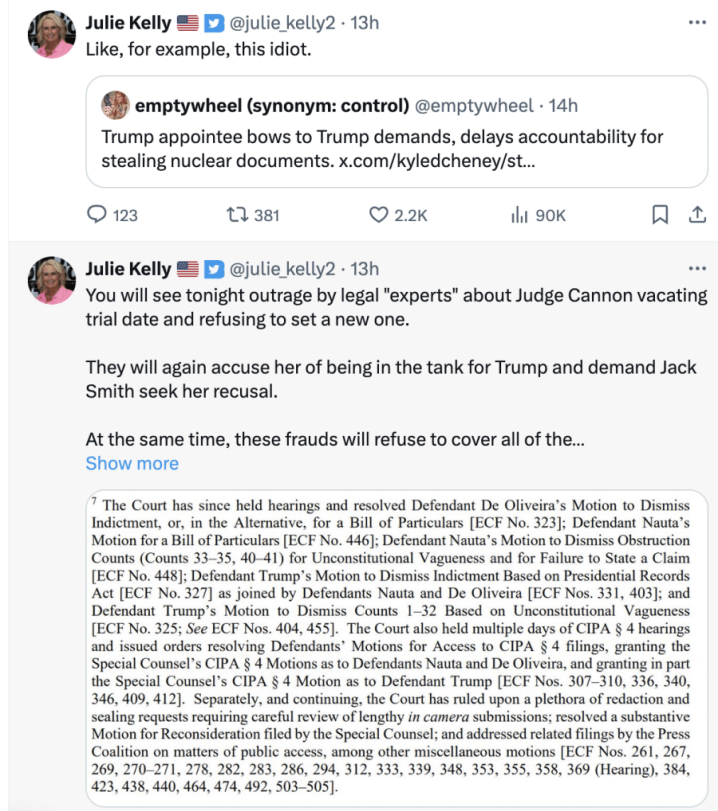 Julie Kelly @julie_kelly2 · 13h
Like, for example, this idiot.
emptywheel (synonym: control) @emptywheel · 14h
Trump appointee bows to Trump demands, delays accountability for
stealing nuclear documents. x.com/kyledcheney/st...
123 381 2.2K 90K
Julie Kelly @julie_kelly2 · 13h
You will see tonight outrage by legal "experts" about Judge Cannon vacating
trial date and refusing to set a new one.
They will again accuse her of being in the tank for Trump and demand Jack
Smith seek her recusal.
At the same time, these frauds will refuse to cover all of the...
Show more
7 The Court has since held hearings and resolved Defendant De Oliveira's Motion to Dismiss
Indictment, or, in the Alternative, for a Bill of Particulars [ECF No. 323]; Defendant Nauta's
Motion for a Bill of Particulars [ECF No. 446]; Defendant Nauta's Motion to Dismiss Obstruction
Counts (Counts 33–35, 40–41) for Unconstitutional Vagueness and for Failure to State a Claim
[ECF No. 448]; Defendant Trump's Motion to Dismiss Indictment Based on Presidential Records
Act [ECF No. 327] as joined by Defendants Nauta and De Oliveira [ECF Nos. 331, 403]; and
Defendant Trump's Motion to Dismiss Counts 1–32 Based on Unconstitutional Vagueness
[ECF No. 325; See ECF Nos. 404, 455]. The Court also held multiple days of CIPA § 4 hearings
and issued orders resolving Defendants' Motions for Access to CIPA § 4 filings, granting the
Special Counsel's CIPA § 4 Motions as to Defendants Nauta and De Oliveira, and granting in part
the Special Counsel's CIPA § 4 Motion as to Defendant Trump [ECF Nos. 307–310, 336, 340,
346, 409, 412]. Separately, and continuing, the Court has ruled upon a plethora of redaction and
sealing requests requiring careful review of lengthy in camera submissions; resolved a substantive
Motion for Reconsideration filed by the Special Counsel; and addressed related filings by the Press
Coalition on matters of public access, among other miscellaneous motions [ECF Nos. 261, 267,
269, 270–271, 278, 282, 283, 286, 294, 312, 333, 339, 348, 353, 355, 358, 369 (Hearing), 384,
423, 438, 440, 464, 474, 492, 503–505].